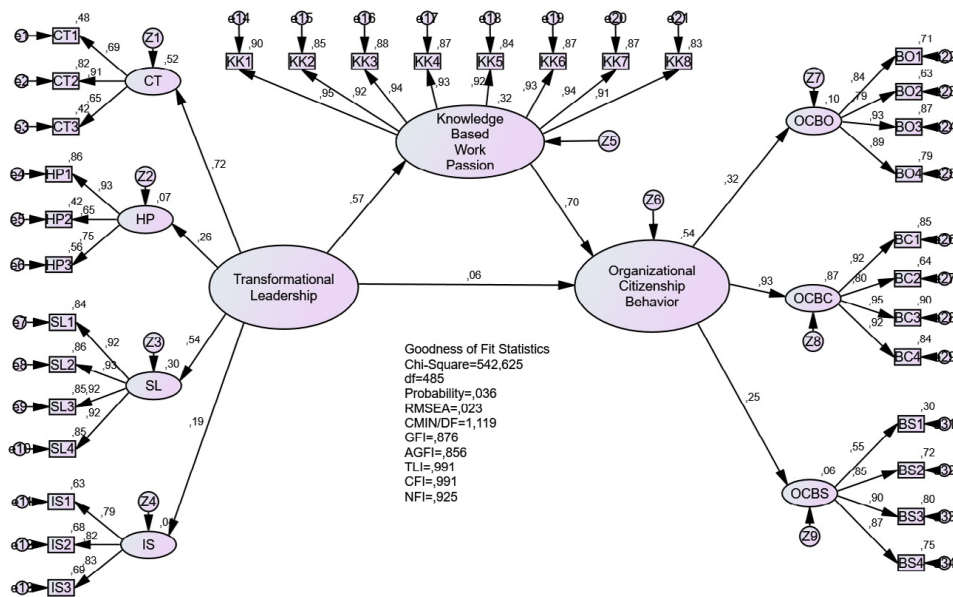 e14 e15 e16 e17 e18 e19 e20 e21
,90 ,85 ,88 ,87 ,84 ,87 ,87 ,83
KK1 KK2 KK3 KK4 KK5 KK6 KK7 KK8
,95 ,92 ,94 ,93 ,92 ,93 ,94 ,91
,32
Knowledge
Based
Work
Passion
Z5
e1 CT1 ,48
e2 CT2 ,82
e3 CT3 ,42
,69
,91
,65
Z1
,52
CT
,72
e4 HP1 ,86
e5 HP2 ,42
e6 HP3 ,56
,93
,65
,75
Z2
,07
HP
,26
e7 SL1 ,84
e8 SL2 ,86
e9 SL3 ,85
SL4 ,85
,92
,93
,92
,92
Z3
,30
SL
,54
IS1 ,63
IS2 ,68
IS3 ,69
,79
,82
,83
Z4
IS
,19
Transformational
Leadership
,57
,06
,70
Z6
,54
Organizational
Citizenship
Behavior
,32
,93
,25
Z7
,10
OCBO
,84
,79
,93
,89
,71
BO1
,63
BO2
,87
BO3
,79
BO4
,87
OCBC
Z8
,92
,80
,95
,92
,85
BC1
,64
BC2
,90
BC3
,84
BC4
,06
OCBS
Z9
,55
,85
,90
,87
,30
BS1
,72
BS2
,80
BS3
,75
BS4
Goodness of Fit Statistics
Chi-Square=542,625
df=485
Probability=,036
RMSEA=,023
CMIN/DF=1,119
GFI=,876
AGFI=,856
TLI=,991
CFI=,991
NFI=,925